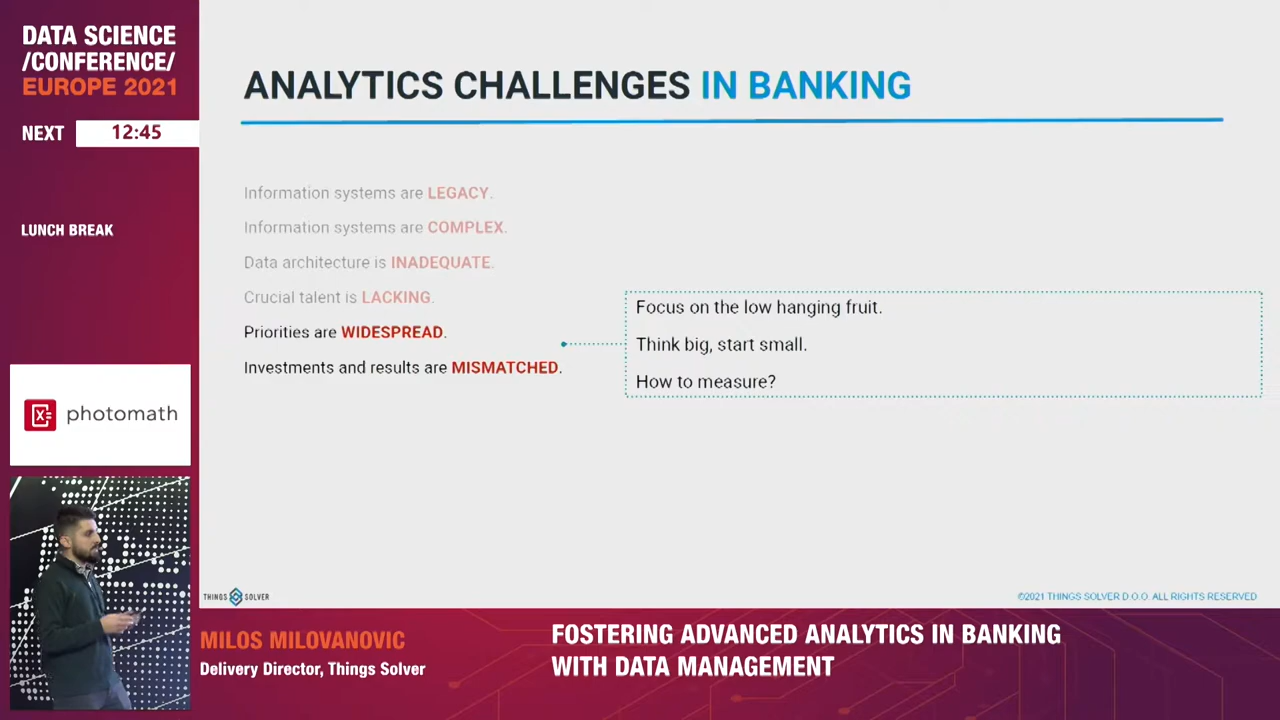 DATA SCIENCE
/CONFERENCE/
EUROPE 2021
NEXT 12:45
LUNCH BREAK
photomath
ANALYTICS CHALLENGES IN BANKING
Information systems are LEGACY.
Information systems are COMPLEX.
Data architecture is INADEQUATE.
Crucial talent is LACKING.
Priorities are WIDESPREAD.
Investments and results are MISMATCHED.
Focus on the low hanging fruit.
Think big, start small.
How to measure?
THINGS SOLVER
©2021 THINGS SOLVER D.O.O. ALL RIGHTS RESERVED
MILOS MILOVANOVIC
Delivery Director, Things Solver
FOSTERING ADVANCED ANALYTICS IN BANKING
WITH DATA MANAGEMENT